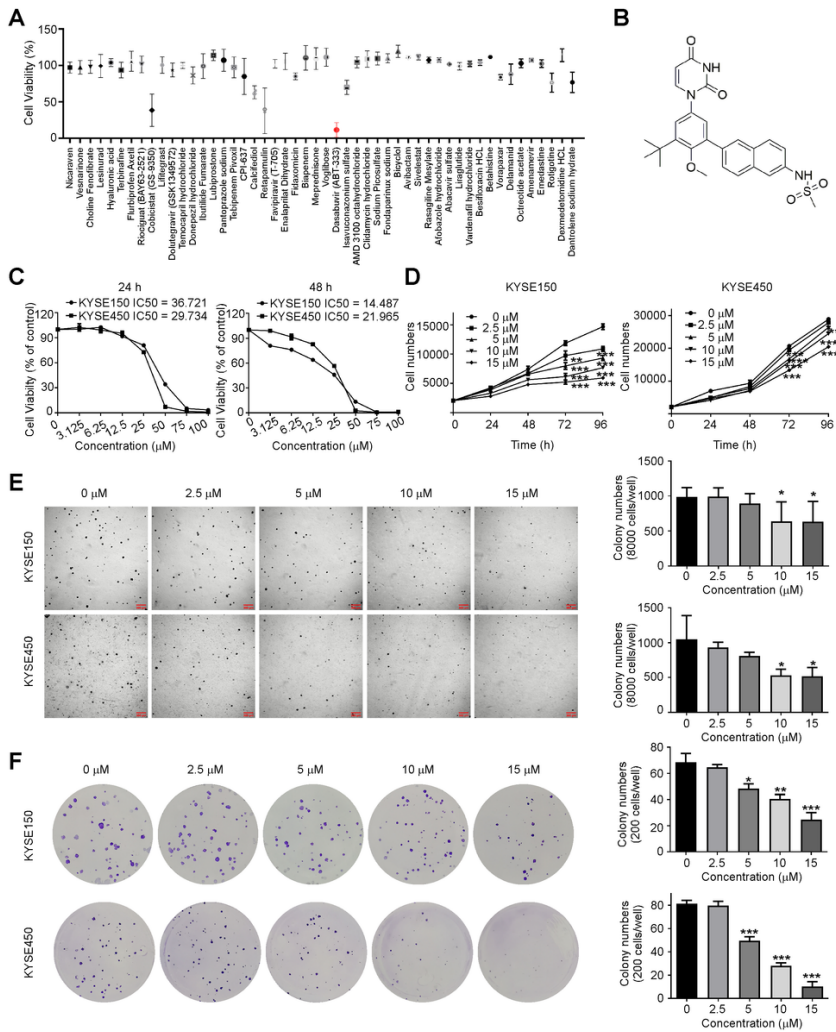 A
Cell Viability (%)
150
100
50
0
Nicaraven
Vesnarinone
Choline Fenofibrate
Lesinurad
Hyaluronic acid
Terbinafine
Flurbiprofen Axetil
Riociguat (BAY63-2521)
Cobicistat (GS-9350)
Lifitegrast
Dolutegravir (GSK1349572)
Temocapril hydrochloride
Donepezil hydrochloride
Ibutilide Fumarate
Lubiprostone
Pantoprazole sodium
Tebipenem Pivoxil
CPI-637
Calcifediol
Retapamulin
Favipiravir (T-705)
Enalaprilat Dihydrate
Fidaxomicin
Biapenem
Meprednisone
Voglibose
Dasabuvir (ABT-333)
Isavuconazonium sulfate
AMD 3100 octahydrochloride
Clidamycin hydrochloride
Sodium Picosulfate
Fondaparinux sodium
Bicyclol
Avibactam
Sivelestat
Rasagiline Mesylate
Afobazole hydrochloride
Abacavir sulfate
Liraglutide
Vardenafil hydrochloride
Besifloxacin HCL
Betahistine
Vorapaxar
Delamanid
Octreotide acetate
Amenamevir
Emedastine
Rotigotine
Dexmedetomidine HCL
Dantrolene sodium hydrate
B
O
NH
N
O
O
NH
O
S
O
C
24 h
KYSE150 IC50 = 36.721
KYSE450 IC50 = 29.734
Cell Viability (% of control)
120
90
60
30
0
0
3.125
6.25
12.5
25
50
75
100
Concentration (μM)
48 h
KYSE150 IC50 = 14.487
KYSE450 IC50 = 21.965
Cell Viability (% of control)
120
90
60
30
0
0
3.125
6.25
12.5
25
50
75
100
Concentration (μM)
D
KYSE150
0 μM
2.5 μM
5 μM
10 μM
15 μM
Cell numbers
15000
10000
5000
0
0
24
48
72
96
Time (h)
KYSE450
0 μM
2.5 μM
5 μM
10 μM
15 μM
Cell numbers
30000
20000
10000
0
0
24
48
72
96
Time (h)
E
0 μM
2.5 μM
5 μM
10 μM
15 μM
KYSE150
KYSE450
Colony numbers
(8000 cells/well)
1500
1000
500
0
* *
0
2.5
5
10
15
Concentration (μM)
Colony numbers
(8000 cells/well)
1500
1000
500
0
* *
0
2.5
5
10
15
Concentration (μM)
F
0 μM
2.5 μM
5 μM
10 μM
15 μM
KYSE150
KYSE450
Colony numbers
(200 cells/well)
80
60
40
20
0
* ** ***
0
2.5
5
10
15
Concentration (μM)
Colony numbers
(200 cells/well)
80
60
40
20
0
*** *** ***
0
2.5
5
10
15
Concentration (μM)